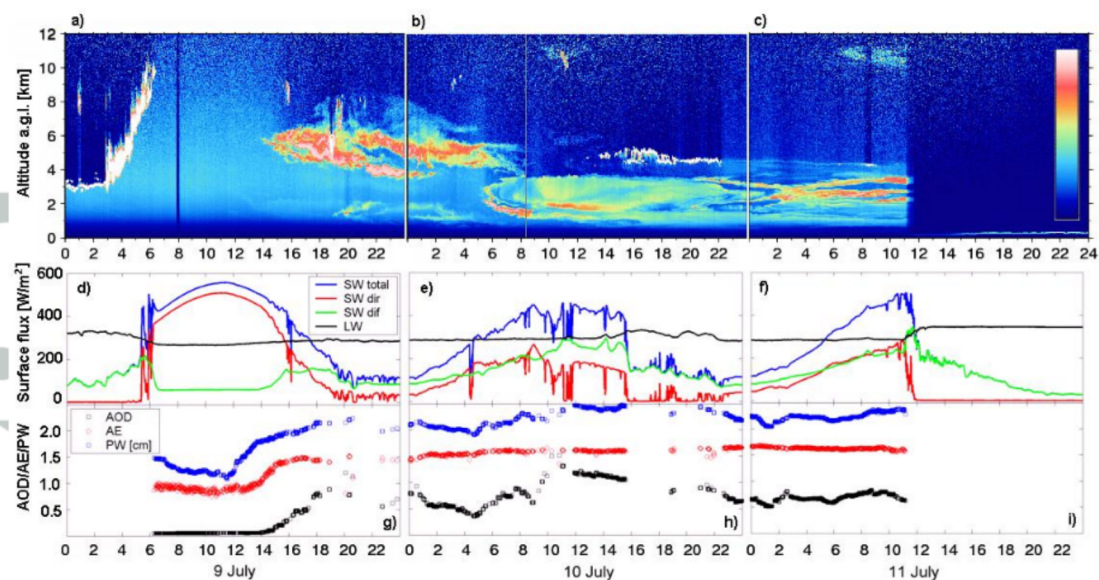 a)
b)
c)
Altitude a.g.l. [km]
12
10
8
6
4
2
0
0 2 4 6 8 10 12 14 16 18 20 22
0 2 4 6 8 10 12 14 16 18 20 22
0 2 4 6 8 10 12 14 16 18 20 22 24
d)
e)
f)
Surface flux [W/m²]
600
400
200
0
SW total
SW dir
SW dif
LW
AOD/AE/PW
2.0
1.5
1.0
0.5
AOD
AE
PW [cm]
g)
h)
i)
0 2 4 6 8 10 12 14 16 18 20 22
0 2 4 6 8 10 12 14 16 18 20 22
0 2 4 6 8 10 12 14 16 18 20 22
9 July
10 July
11 July